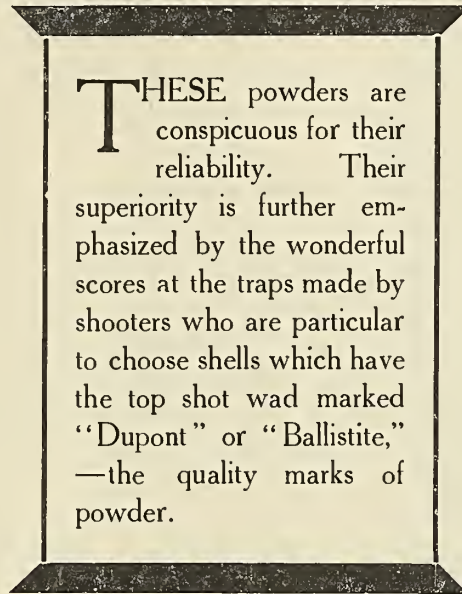 THESE powders are
conspicuous for their
reliability. Their
superiority is further em-
phasized by the wonderful
scores at the traps made by
shooters who are particular
to choose shells which have
the top shot wad marked
"Dupont" or "Ballistite,"
—the quality marks of
powder.